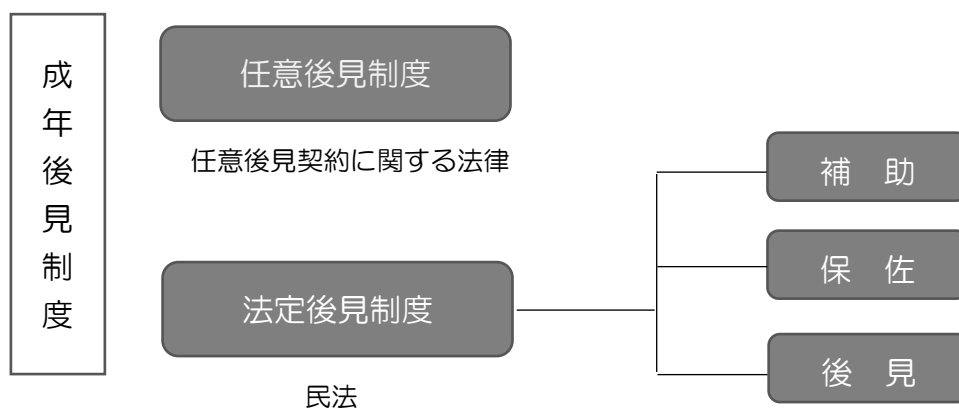 成年後見制度
任意後見制度
任意後見契約に関する法律
法定後見制度
民法
補　助
保　佐
後　見